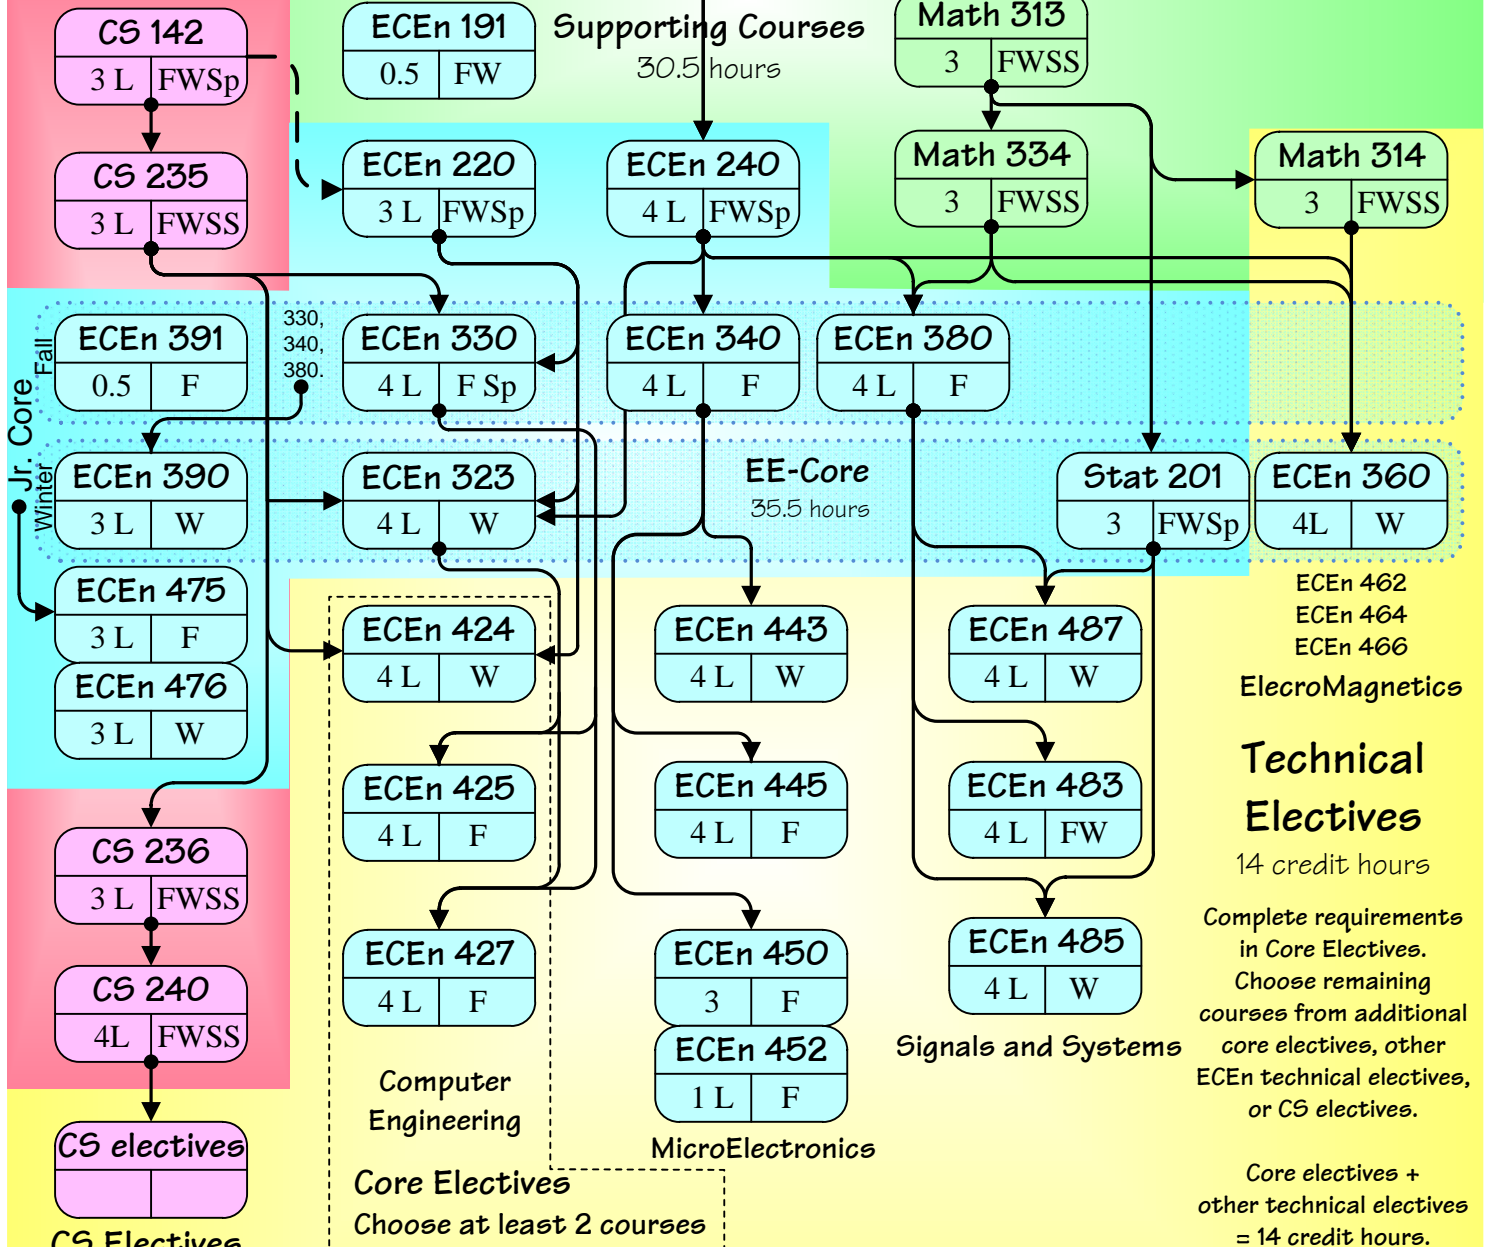 CS 142
3 L FWSp
ECEn 191
0.5 FW
Supporting Courses
30.5 hours
Math 313
3 FWSS
CS 235
3 L FWSS
ECEn 220
3 L FWSp
ECEn 240
4 L FWSp
Math 334
3 FWSS
Math 314
3 FWSS
Jr. Core
Fall
Winter
ECEn 391
0.5 F
330,
340,
380.
ECEn 330
4 L F Sp
ECEn 340
4 L F
ECEn 380
4 L F
ECEn 390
3 L W
ECEn 323
4 L W
EE-Core
35.5 hours
Stat 201
3 FWSp
ECEn 360
4L W
ECEn 475
3 L F
ECEn 476
3 L W
ECEn 424
4 L W
ECEn 443
4 L W
ECEn 487
4 L W
ECEn 462
ECEn 464
ECEn 466
ElecroMagnetics
ECEn 425
4 L F
ECEn 445
4 L F
ECEn 483
4 L FW
Technical
Electives
14 credit hours
Complete requirements
in Core Electives.
Choose remaining
courses from additional
core electives, other
ECEn technical electives,
or CS electives.
Core electives +
other technical electives
= 14 credit hours.
CS 236
3 L FWSS
CS 240
4L FWSS
CS electives
CS Electives
ECEn 427
4 L F
Computer
Engineering
ECEn 450
3 F
ECEn 452
1 L F
MicroElectronics
ECEn 485
4 L W
Signals and Systems
Core Electives
Choose at least 2 courses